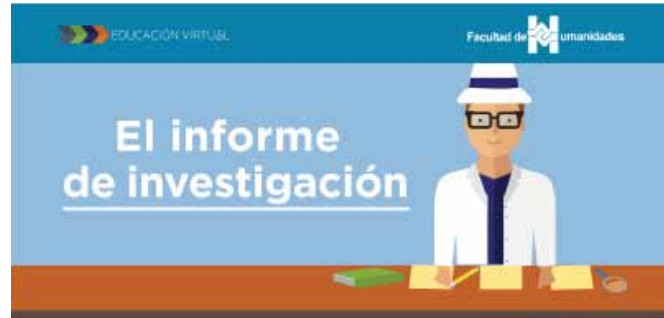 EDUCACIÓN VIRTUAL
Facultad de Humanidades
El informe
de investigación